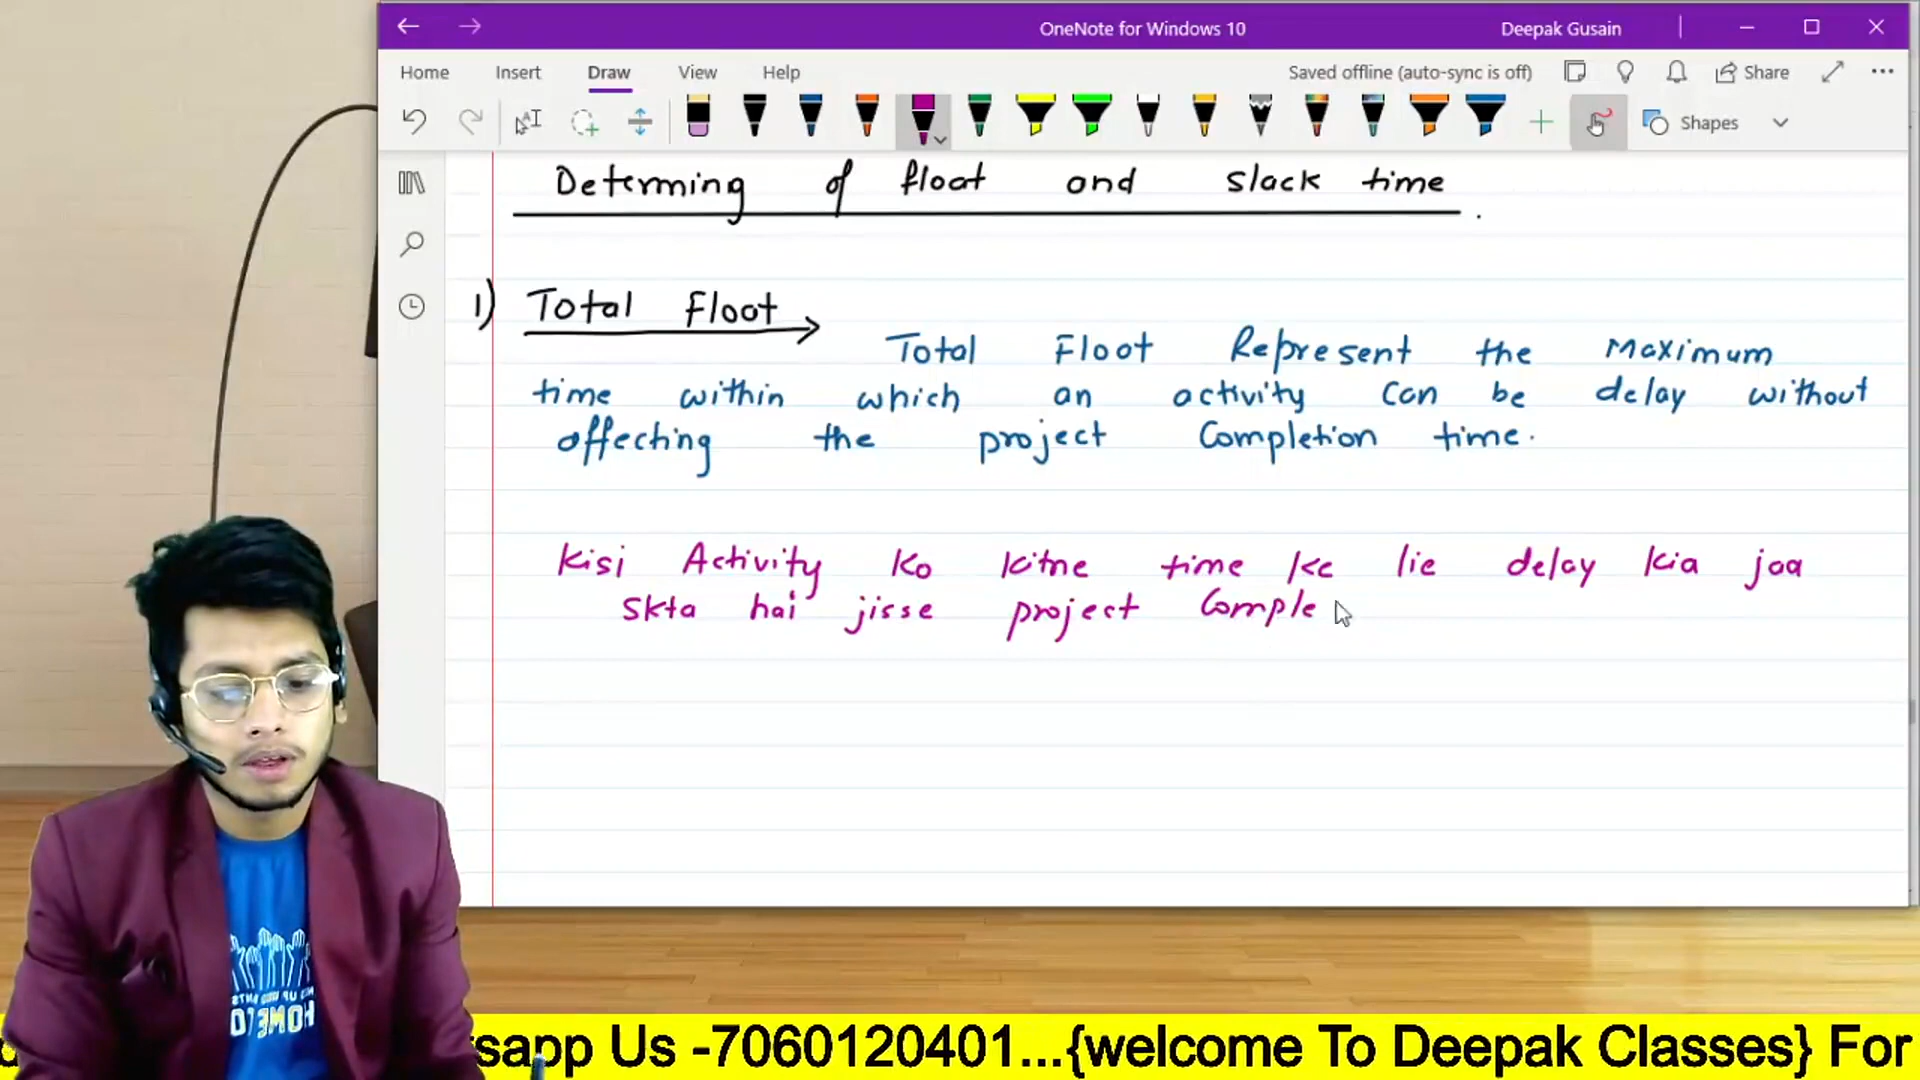 OneNote for Windows 10
Deepak Gusain
Home Insert Draw View Help
Saved offline (auto-sync is off)
Share
Shapes
Determing of float and slack time.
1) Total Float
Total Float Represent the Maximum
time within which an activity can be delay without
affecting the project Completion time.
Kisi Activity Ko kitne time ke lie delay kia jaa
skta hai jisse project Comple
HOMETO
tsapp Us -7060120401...{welcome To Deepak Classes} For